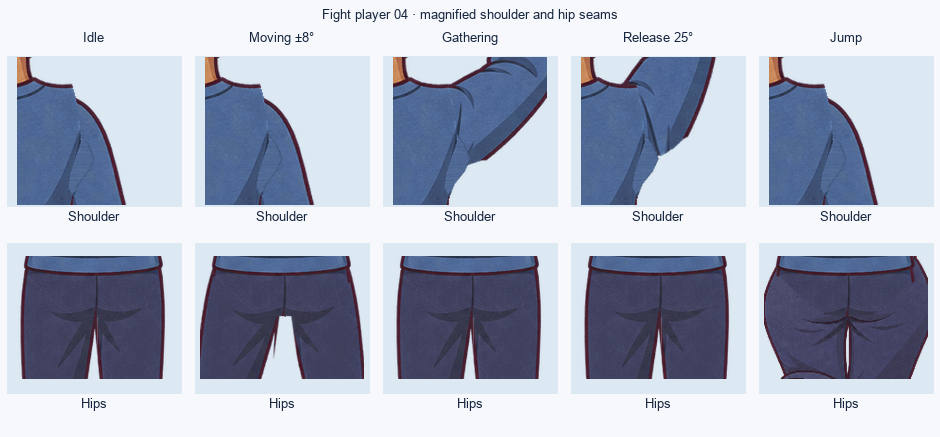 Fight player 04 · magnified shoulder and hip seams
Idle
Moving ±8°
Gathering
Release 25°
Jump
Shoulder
Shoulder
Shoulder
Shoulder
Shoulder
Hips
Hips
Hips
Hips
Hips